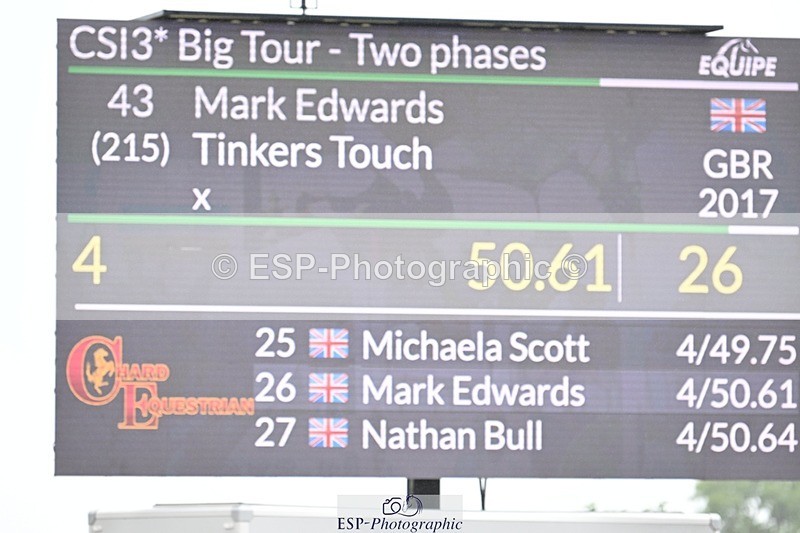 CSI3* Big Tour - Two phases
EQUIPE
43 Mark Edwards
(215) Tinkers Touch GBR
x 2017
4 50.61 26
© ESP-Photographic ©
CHARD EQUESTRIAN
25 Michaela Scott 4/49.75
26 Mark Edwards 4/50.61
27 Nathan Bull 4/50.64
ESP-Photographic